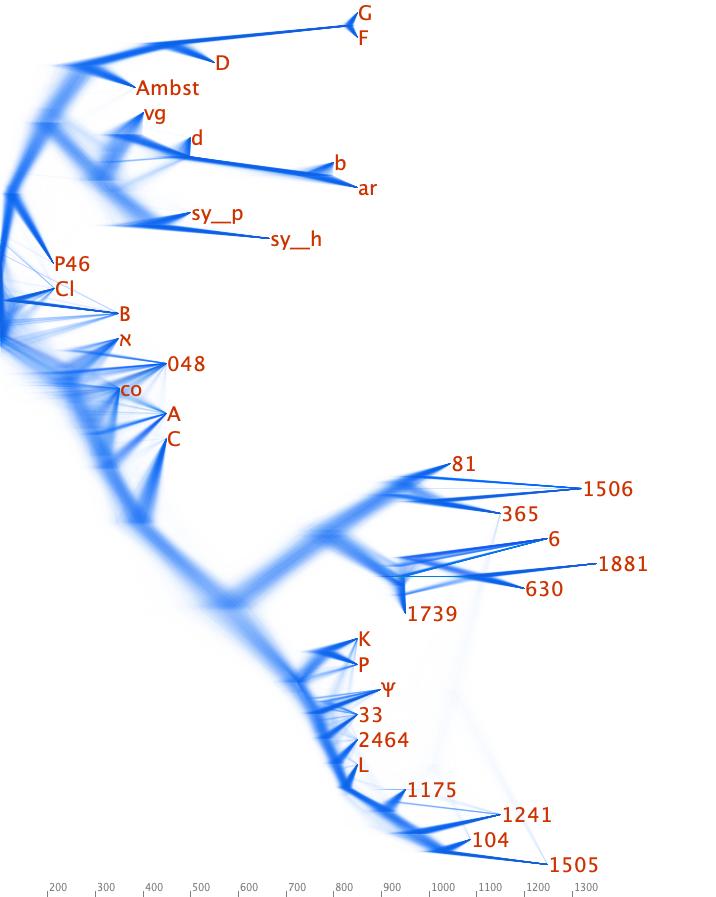 G
F
D
Ambst
vg
d
b
ar
sy__p
sy__h
P46
Cl
B
א
048
co
A
C
81
1506
365
6
1881
630
1739
K
P
Ψ
33
2464
L
1175
1241
104
1505
200 300 400 500 600 700 800 900 1000 1100 1200 1300